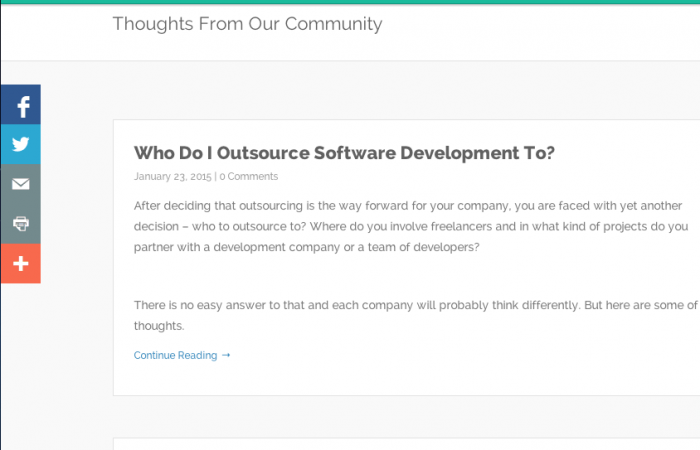 Thoughts From Our Community
Who Do I Outsource Software Development To?
January 23, 2015 | 0 Comments
After deciding that outsourcing is the way forward for your company, you are faced with yet another
decision – who to outsource to? Where do you involve freelancers and in what kind of projects do you
partner with a development company or a team of developers?
There is no easy answer to that and each company will probably think differently. But here are some of
thoughts.
Continue Reading →